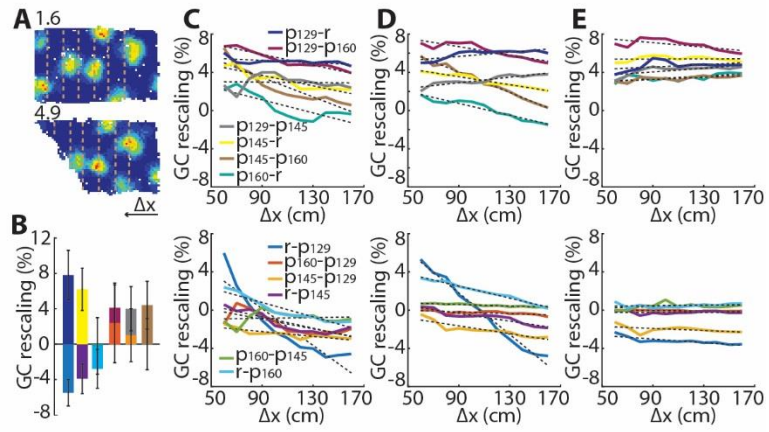 A
1.6
4.9
Δx
B
GC rescaling (%)
12
8
4
0
-4
-8
C
GC rescaling (%)
8
4
0
-4
-8
p129-r
p129-p160
p129-p145
p145-r
p145-p160
p160-r
50 90 130 170
Δx (cm)
D
GC rescaling (%)
8
4
0
-4
-8
50 90 130 170
Δx (cm)
E
GC rescaling (%)
8
4
0
-4
-8
50 90 130 170
Δx (cm)
GC rescaling (%)
8
4
0
-4
-8
r-p129
p160-p129
p145-p129
r-p145
p160-p145
r-p160
50 90 130 170
Δx (cm)
GC rescaling (%)
8
4
0
-4
-8
50 90 130 170
Δx (cm)
GC rescaling (%)
8
4
0
-4
-8
50 90 130 170
Δx (cm)